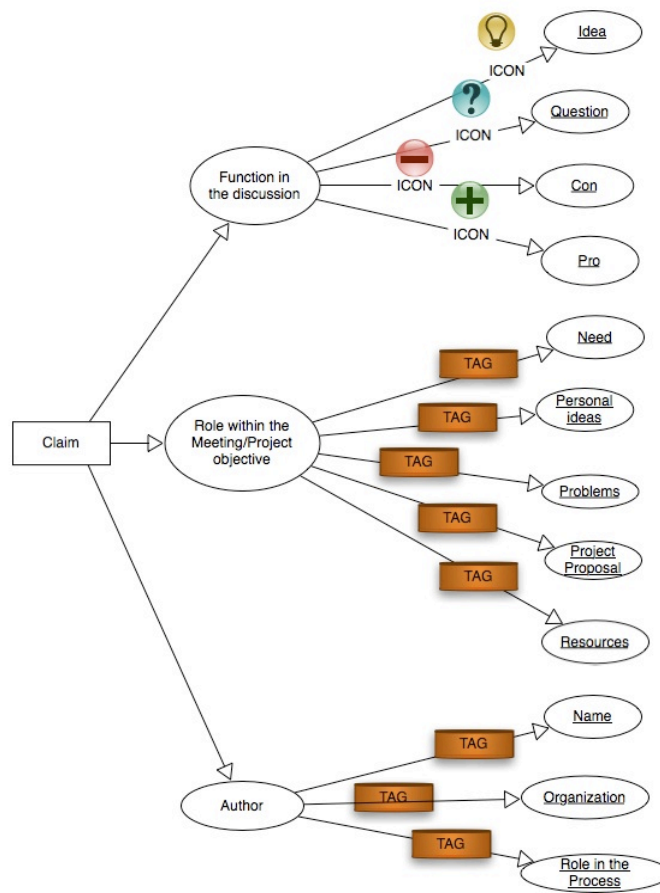 Idea
ICON
?
Question
ICON
Function in
the discussion
Con
ICON
Pro
ICON
Need
TAG
Personal
ideas
TAG
Claim
Role within the
Meeting/Project
objective
TAG
Problems
TAG
Project
Proposal
TAG
Resources
Name
TAG
Author
TAG
Organization
TAG
Role in the
Process